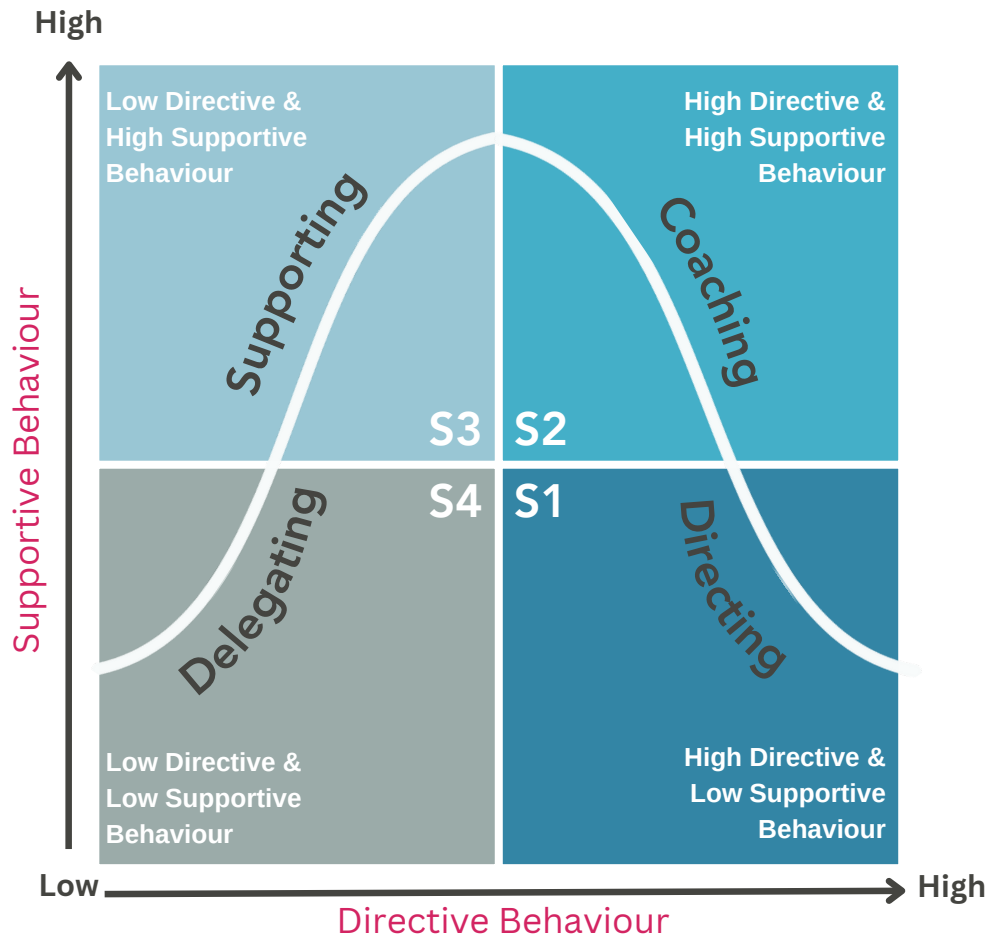 High
Low Directive &
High Supportive
Behaviour
High Directive &
High Supportive
Behaviour
Supporting
Coaching
Supportive Behaviour
S3
S2
S4
S1
Delegating
Directing
Low Directive &
Low Supportive
Behaviour
High Directive &
Low Supportive
Behaviour
Low
High
Directive Behaviour